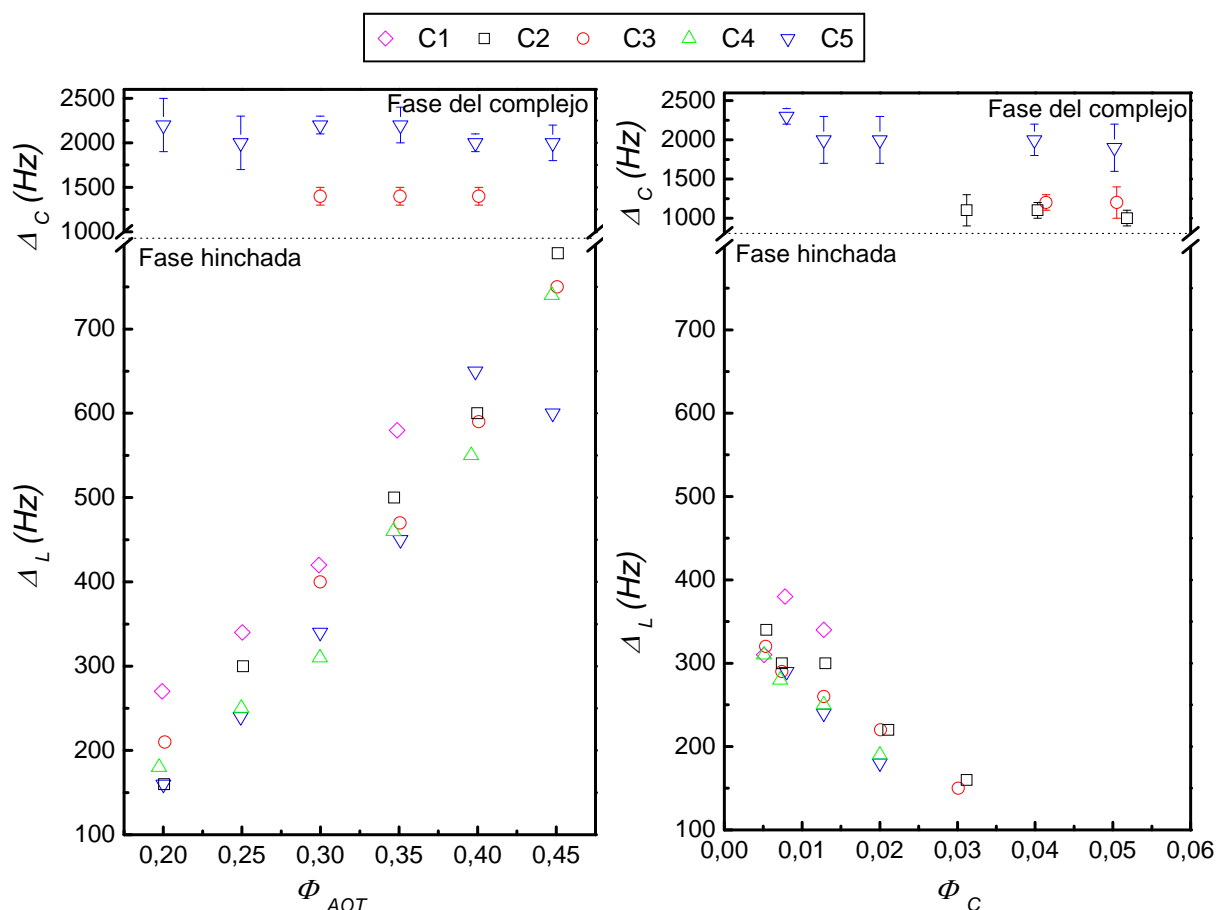 C1 C2 C3 C4 C5
Fase del complejo
2500
2000
1500
1000
Δ_C (Hz)
Fase hinchada
700
600
500
400
300
200
100
Δ_L (Hz)
0,20 0,25 0,30 0,35 0,40 0,45
Φ_AOT
Fase del complejo
2500
2000
1500
1000
Δ_C (Hz)
Fase hinchada
700
600
500
400
300
200
100
Δ_L (Hz)
0,00 0,01 0,02 0,03 0,04 0,05 0,06
Φ_C